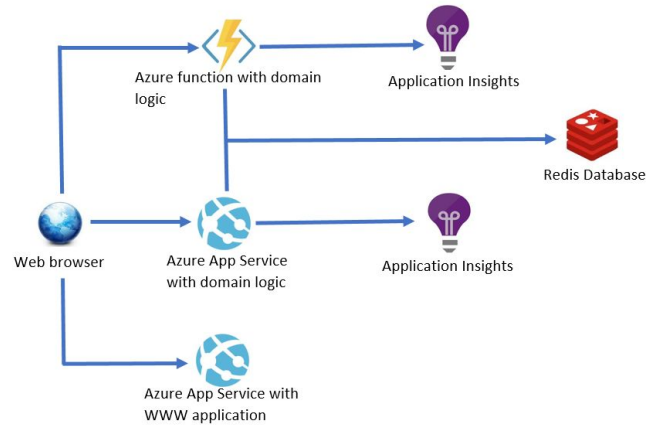 Azure function with domain
logic
Application Insights
Redis Database
Web browser
Azure App Service
with domain logic
Application Insights
Azure App Service with
WWW application